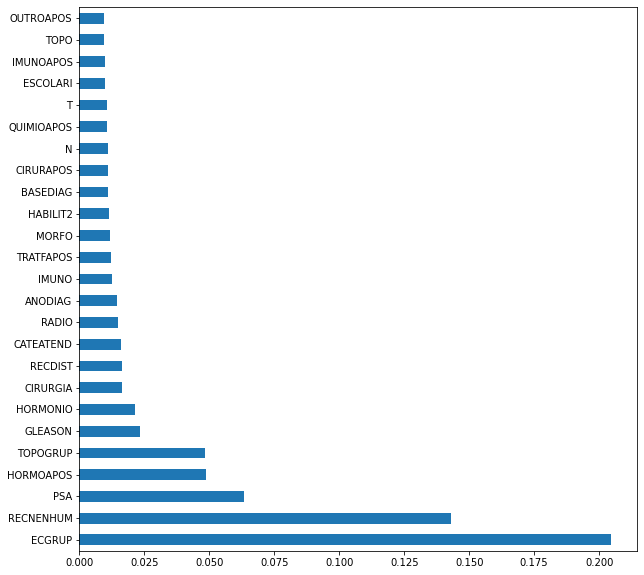 OUTROAPOS
TOPO
IMUNOAPOS
ESCOLARI
T
QUIMIOAPOS
N
CIRURAPOS
BASEDIAG
HABILIT2
MORFO
TRATFAPOS
IMUNO
ANODIAG
RADIO
CATEATEND
RECDIST
CIRURGIA
HORMONIO
GLEASON
TOPOGRUP
HORMOAPOS
PSA
RECNENHUM
ECGRUP
0.000 0.025 0.050 0.075 0.100 0.125 0.150 0.175 0.200